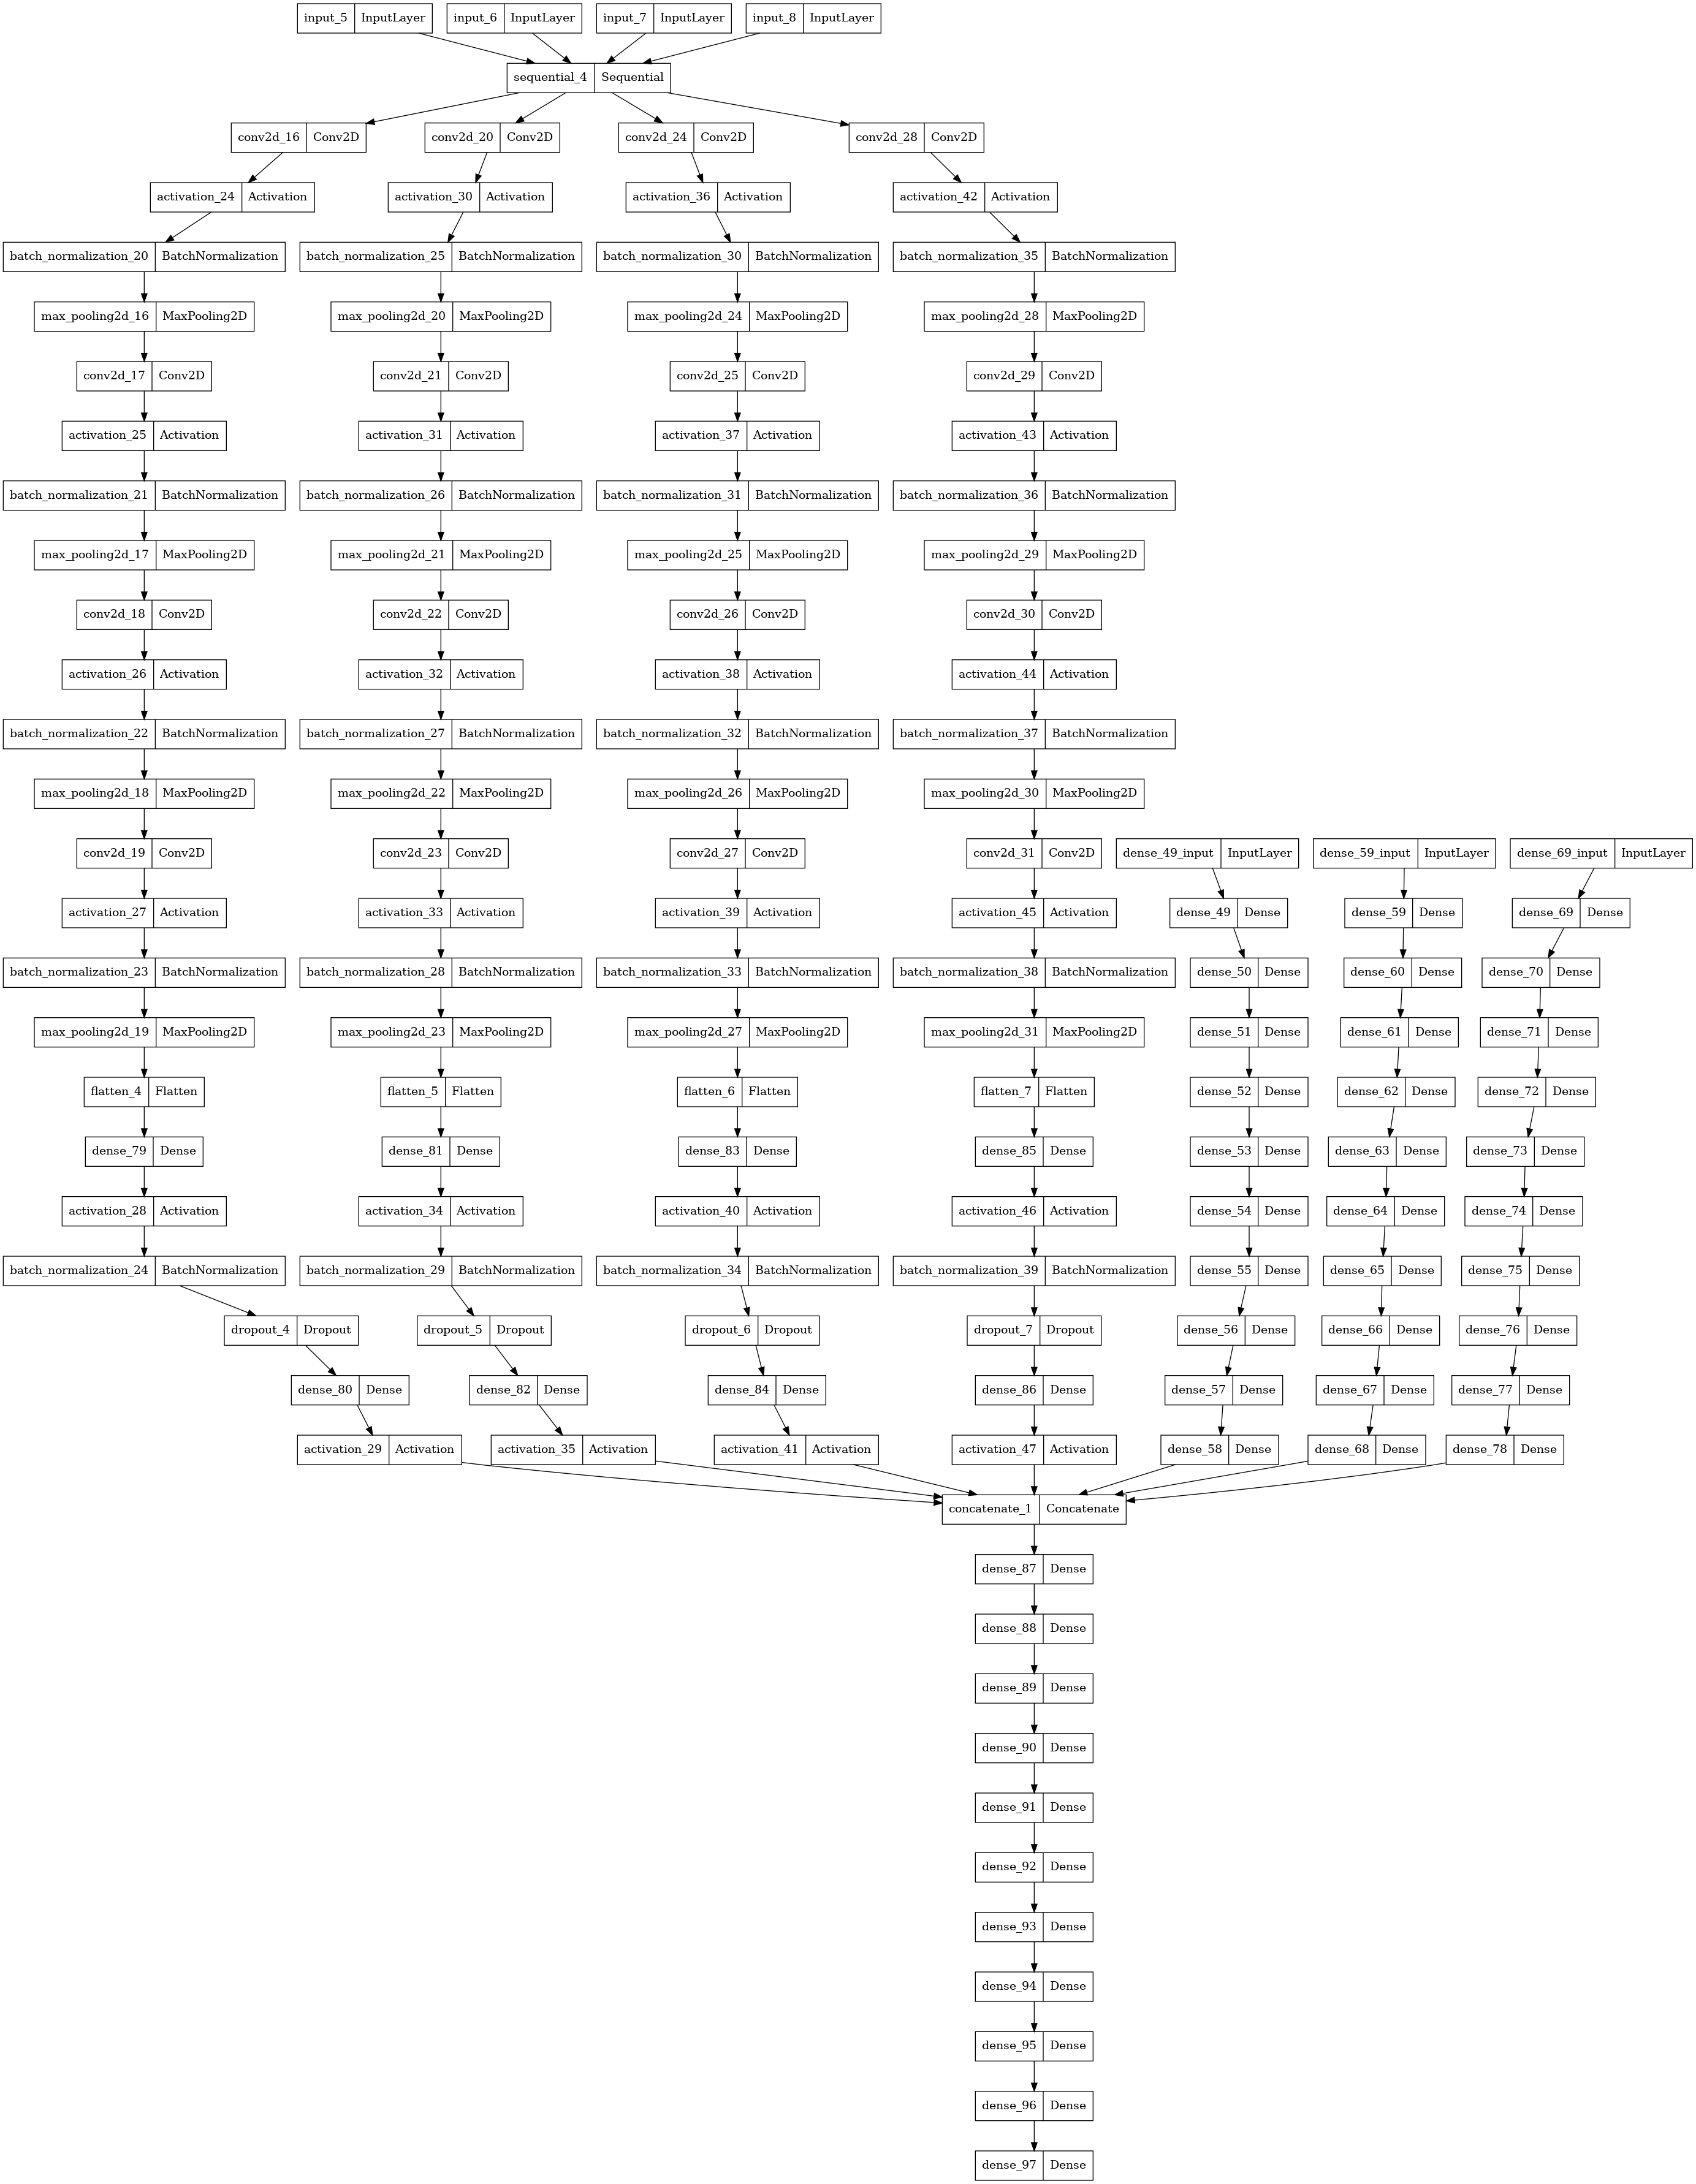 input_5 InputLayer input_6 InputLayer input_7 InputLayer input_8 InputLayer
sequential_4 Sequential
conv2d_16 Conv2D conv2d_20 Conv2D conv2d_24 Conv2D conv2d_28 Conv2D
activation_24 Activation activation_30 Activation activation_36 Activation activation_42 Activation
batch_normalization_20 BatchNormalization batch_normalization_25 BatchNormalization batch_normalization_30 BatchNormalization batch_normalization_35 BatchNormalization
max_pooling2d_16 MaxPooling2D max_pooling2d_20 MaxPooling2D max_pooling2d_24 MaxPooling2D max_pooling2d_28 MaxPooling2D
conv2d_17 Conv2D conv2d_21 Conv2D conv2d_25 Conv2D conv2d_29 Conv2D
activation_25 Activation activation_31 Activation activation_37 Activation activation_43 Activation
batch_normalization_21 BatchNormalization batch_normalization_26 BatchNormalization batch_normalization_31 BatchNormalization batch_normalization_36 BatchNormalization
max_pooling2d_17 MaxPooling2D max_pooling2d_21 MaxPooling2D max_pooling2d_25 MaxPooling2D max_pooling2d_29 MaxPooling2D
conv2d_18 Conv2D conv2d_22 Conv2D conv2d_26 Conv2D conv2d_30 Conv2D
activation_26 Activation activation_32 Activation activation_38 Activation activation_44 Activation
batch_normalization_22 BatchNormalization batch_normalization_27 BatchNormalization batch_normalization_32 BatchNormalization batch_normalization_37 BatchNormalization
max_pooling2d_18 MaxPooling2D max_pooling2d_22 MaxPooling2D max_pooling2d_26 MaxPooling2D max_pooling2d_30 MaxPooling2D
conv2d_19 Conv2D conv2d_23 Conv2D conv2d_27 Conv2D conv2d_31 Conv2D dense_49_input InputLayer dense_59_input InputLayer dense_69_input InputLayer
activation_27 Activation activation_33 Activation activation_39 Activation activation_45 Activation dense_49 Dense dense_59 Dense dense_69 Dense
batch_normalization_23 BatchNormalization batch_normalization_28 BatchNormalization batch_normalization_33 BatchNormalization batch_normalization_38 BatchNormalization dense_50 Dense dense_60 Dense dense_70 Dense
max_pooling2d_19 MaxPooling2D max_pooling2d_23 MaxPooling2D max_pooling2d_27 MaxPooling2D max_pooling2d_31 MaxPooling2D dense_51 Dense dense_61 Dense dense_71 Dense
flatten_4 Flatten flatten_5 Flatten flatten_6 Flatten flatten_7 Flatten dense_52 Dense dense_62 Dense dense_72 Dense
dense_79 Dense dense_81 Dense dense_83 Dense dense_85 Dense dense_53 Dense dense_63 Dense dense_73 Dense
activation_28 Activation activation_34 Activation activation_40 Activation activation_46 Activation dense_54 Dense dense_64 Dense dense_74 Dense
batch_normalization_24 BatchNormalization batch_normalization_29 BatchNormalization batch_normalization_34 BatchNormalization batch_normalization_39 BatchNormalization dense_55 Dense dense_65 Dense dense_75 Dense
dropout_4 Dropout dropout_5 Dropout dropout_6 Dropout dropout_7 Dropout dense_56 Dense dense_66 Dense dense_76 Dense
dense_80 Dense dense_82 Dense dense_84 Dense dense_86 Dense dense_57 Dense dense_67 Dense dense_77 Dense
activation_29 Activation activation_35 Activation activation_41 Activation activation_47 Activation dense_58 Dense dense_68 Dense dense_78 Dense
concatenate_1 Concatenate
dense_87 Dense
dense_88 Dense
dense_89 Dense
dense_90 Dense
dense_91 Dense
dense_92 Dense
dense_93 Dense
dense_94 Dense
dense_95 Dense
dense_96 Dense
dense_97 Dense